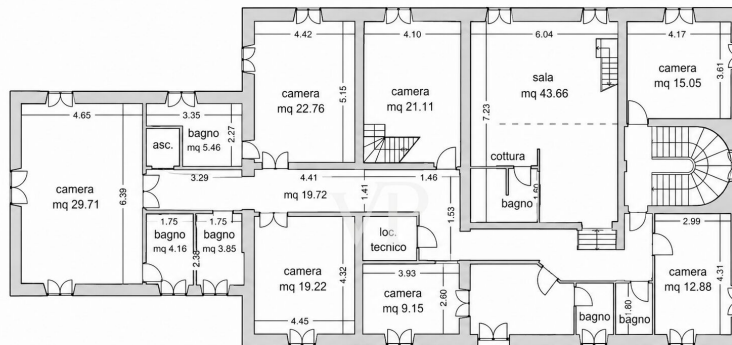 4.42
4.10
6.04
4.17
camera
mq 22.76
5.15
camera
mq 21.11
sala
mq 43.66
7.23
camera
mq 15.05
3.61
4.65
3.35
bagno
mq 5.46
2.27
asc.
camera
mq 29.71
6.39
3.29
4.41
1.46
mq 19.72
1.41
1.53
cottura
bagno
1.60
1.75
bagno
mq 4.16
2.38
1.75
bagno
mq 3.85
VP
loc.
tecnico
camera
mq 19.22
4.32
4.45
3.93
camera
mq 9.15
2.60
2.99
camera
mq 12.88
4.31
bagno
bagno
1.80